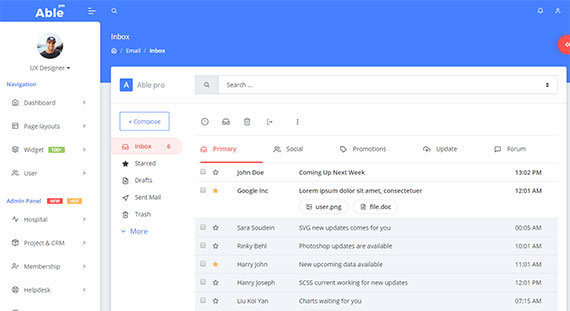 Able pro
Inbox
Email / Inbox
UX Designer
Navigation
Dashboard
Page layouts
Widget 100+
User
Admin Panel NEW HOT
Hospital
Project & CRM
Membership
Helpdesk
A Able pro
Search ...
+ Compose
Inbox 6
Starred
Drafts
Sent Mail
Trash
More
Primary Social Promotions Update Forum
John Doe Coming Up Next Week 13:02 PM
Google Inc Lorem ipsum dolor sit amet, consectetuer 12:01 AM
user.png file.doc
Sara Soudein SVG new updates comes for you 00:05 AM
Rinky Behl Photoshop updates are available 10:01 AM
Harry John New upcoming data available 11:01 AM
Hanry Joseph SCSS current working for new updates 12:01 PM
Liu Koi Yan Charts waiting for you 07:15 AM